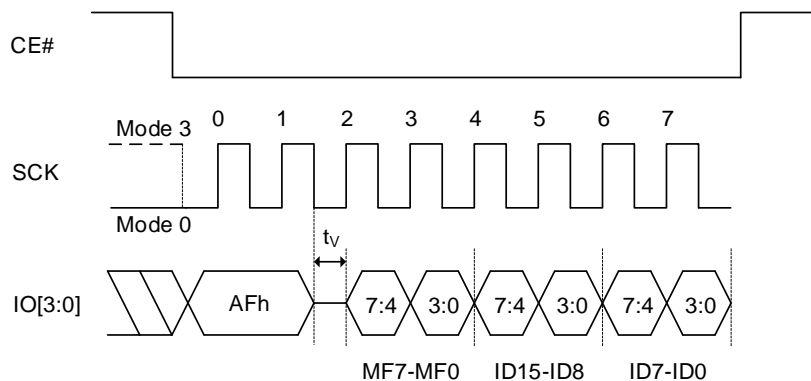 CE#
0 1 2 3 4 5 6 7
Mode 3
SCK
Mode 0
tV
IO[3:0]
AFh 7:4 3:0 7:4 3:0 7:4 3:0
MF7-MF0 ID15-ID8 ID7-ID0